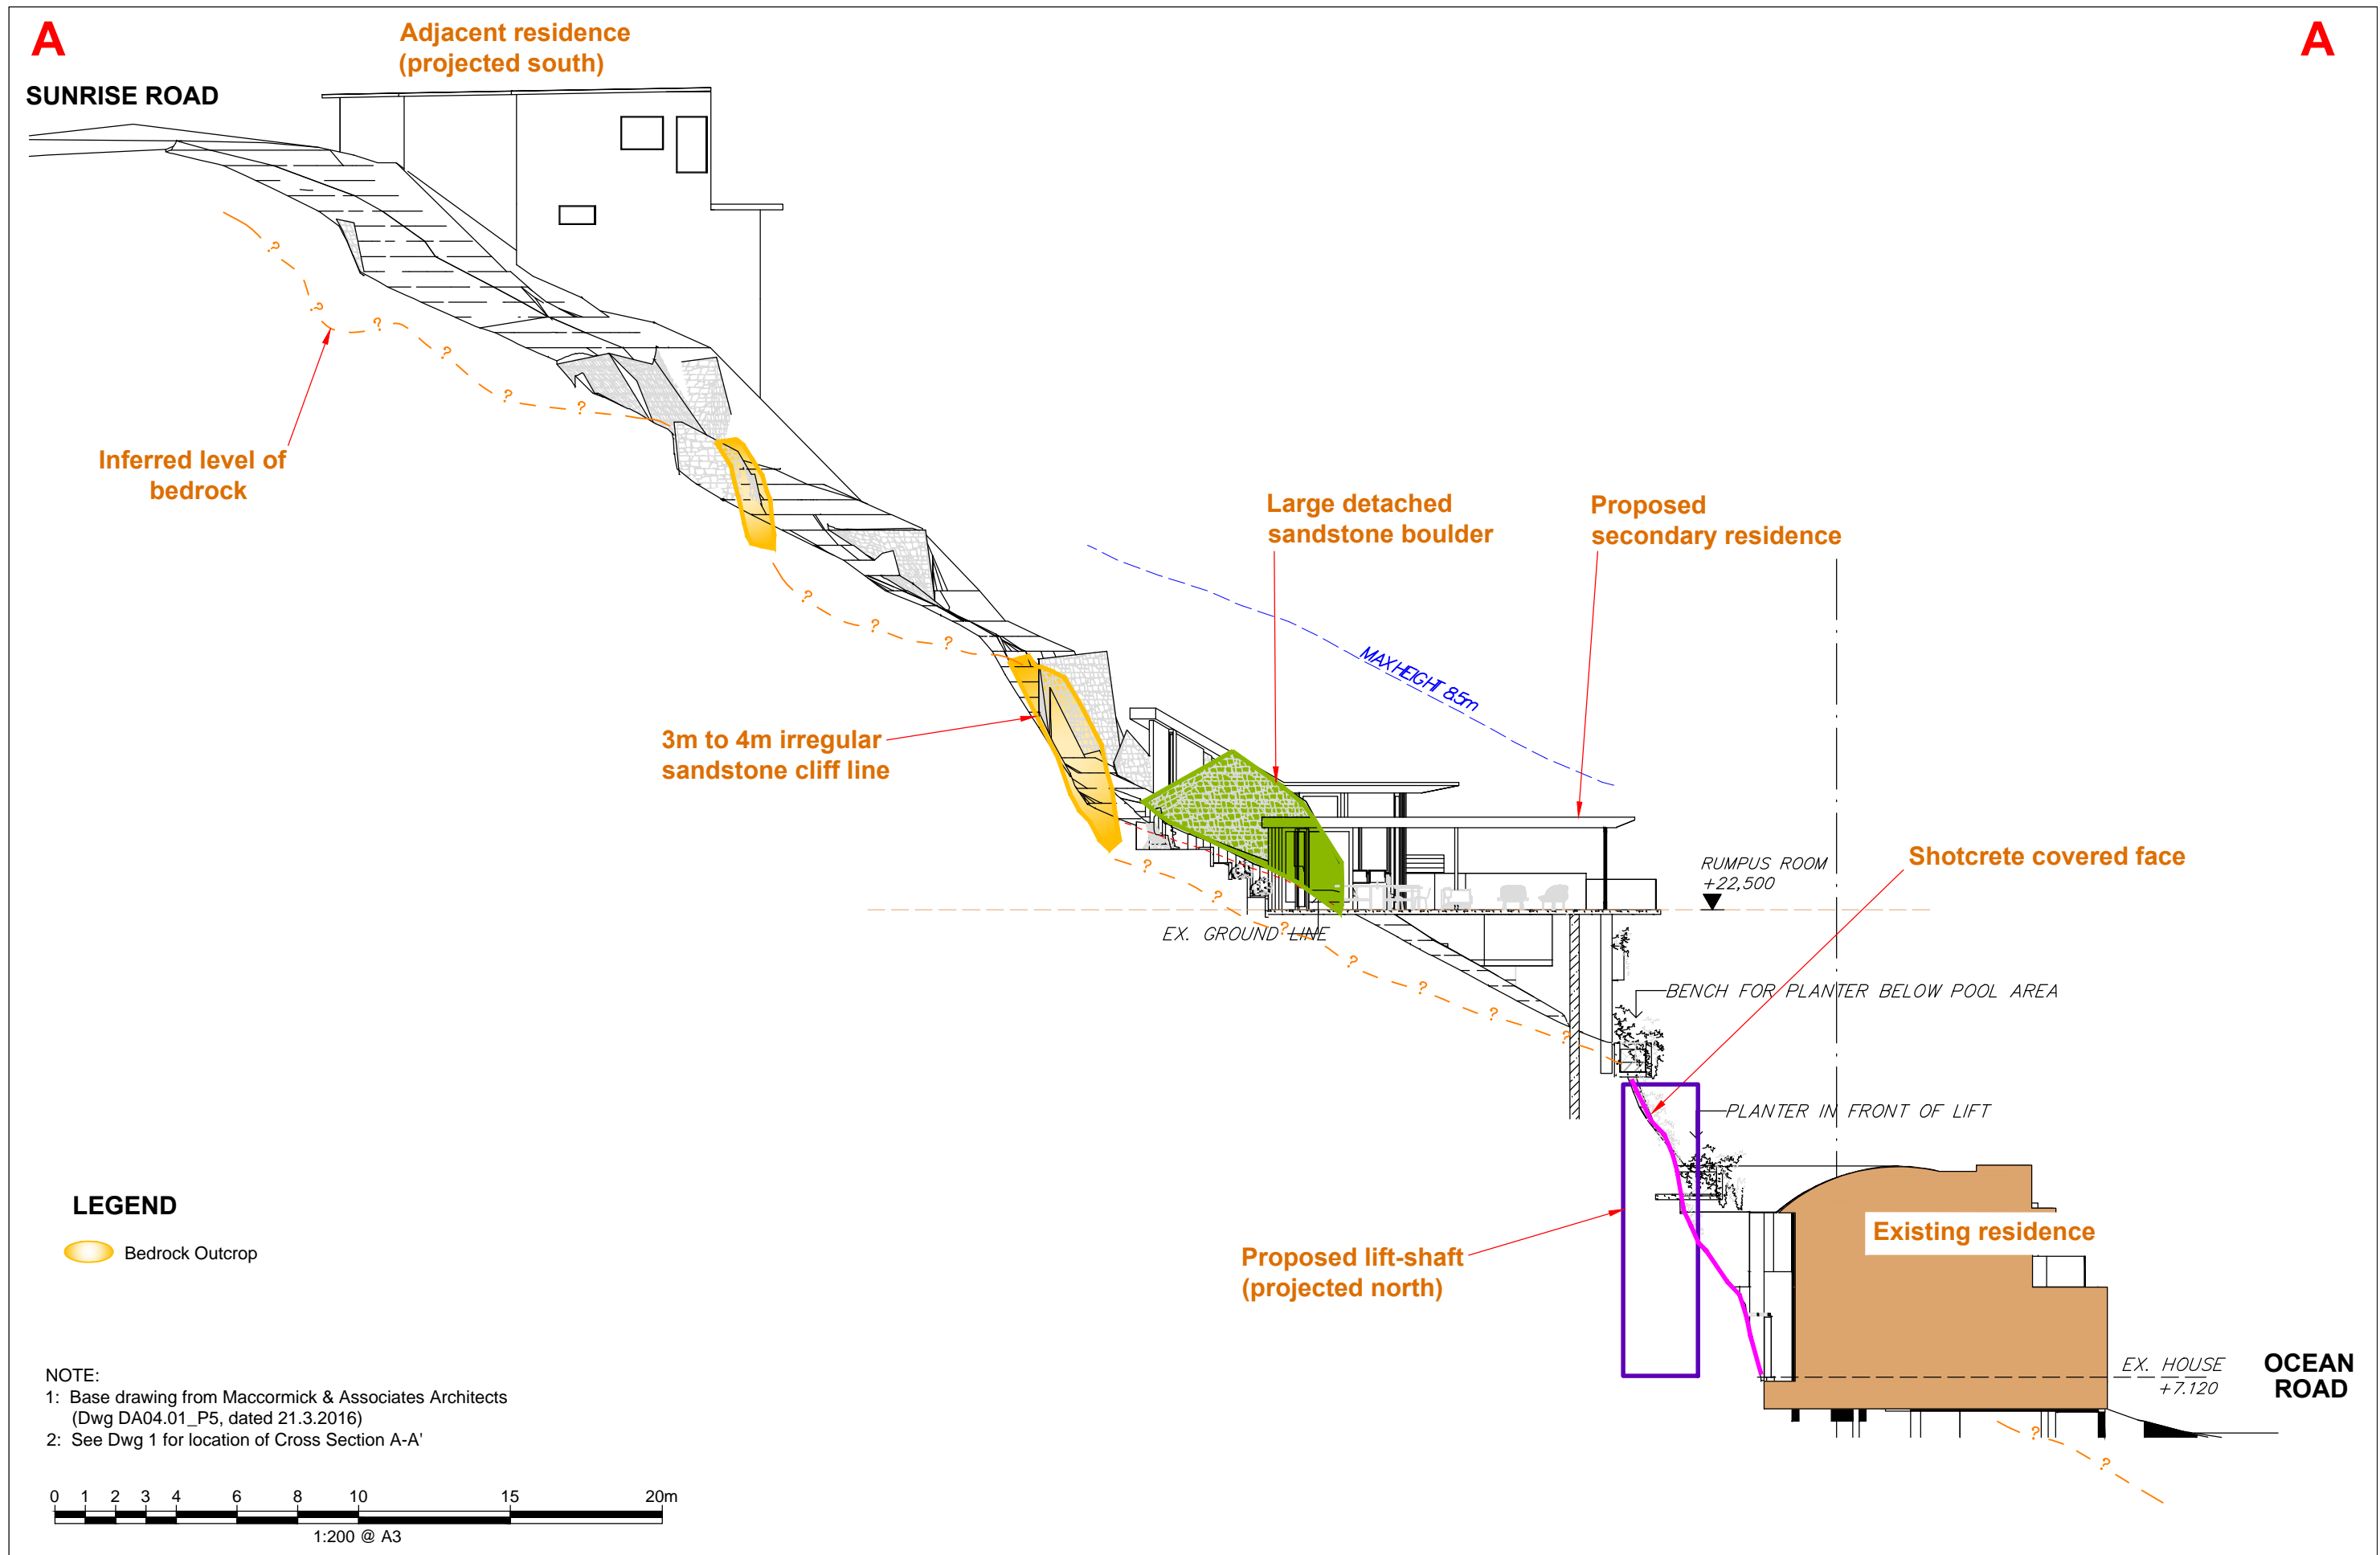 A
A
Adjacent residence
(projected south)
SUNRISE ROAD
Inferred level of
bedrock
Large detached
sandstone boulder
Proposed
secondary residence
MAX HEIGHT 8.5m
3m to 4m irregular
sandstone cliff line
RUMPUS ROOM
+22,500
Shotcrete covered face
EX. GROUND LINE
BENCH FOR PLANTER BELOW POOL AREA
PLANTER IN FRONT OF LIFT
LEGEND
Bedrock Outcrop
Existing residence
Proposed lift-shaft
(projected north)
EX. HOUSE
+7.120
OCEAN
ROAD
NOTE:
1: Base drawing from Maccormick & Associates Architects
(Dwg DA04.01_P5, dated 21.3.2016)
2: See Dwg 1 for location of Cross Section A-A'
0 1 2 3 4 6 8 10 15 20m
1:200 @ A3
? ? ? ? ? ?
? ? ?
? ? ? ? ? ? ?
? ?